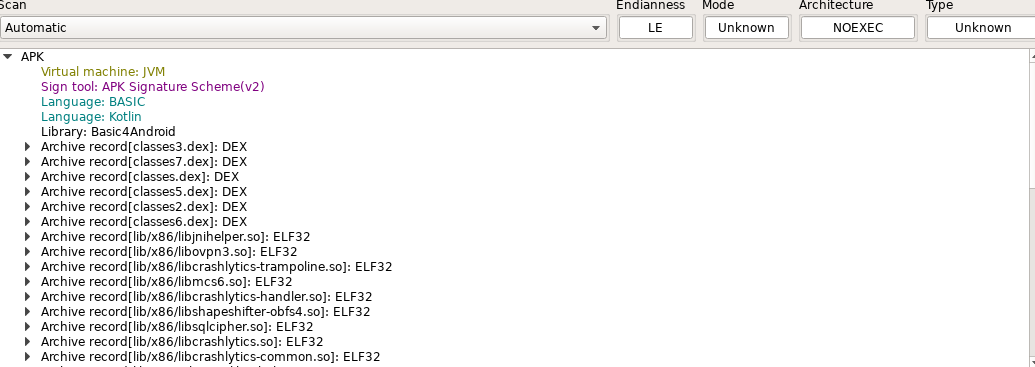 Scan Endianness Mode Architecture Type
Automatic LE Unknown NOEXEC Unknown
APK
Virtual machine: JVM
Sign tool: APK Signature Scheme(v2)
Language: BASIC
Language: Kotlin
Library: Basic4Android
Archive record[classes3.dex]: DEX
Archive record[classes7.dex]: DEX
Archive record[classes.dex]: DEX
Archive record[classes5.dex]: DEX
Archive record[classes2.dex]: DEX
Archive record[classes6.dex]: DEX
Archive record[lib/x86/libjnihelper.so]: ELF32
Archive record[lib/x86/libovpn3.so]: ELF32
Archive record[lib/x86/libcrashlytics-trampoline.so]: ELF32
Archive record[lib/x86/libmcs6.so]: ELF32
Archive record[lib/x86/libcrashlytics-handler.so]: ELF32
Archive record[lib/x86/libshapeshifter-obfs4.so]: ELF32
Archive record[lib/x86/libsqlcipher.so]: ELF32
Archive record[lib/x86/libcrashlytics.so]: ELF32
Archive record[lib/x86/libcrashlytics-common.so]: ELF32